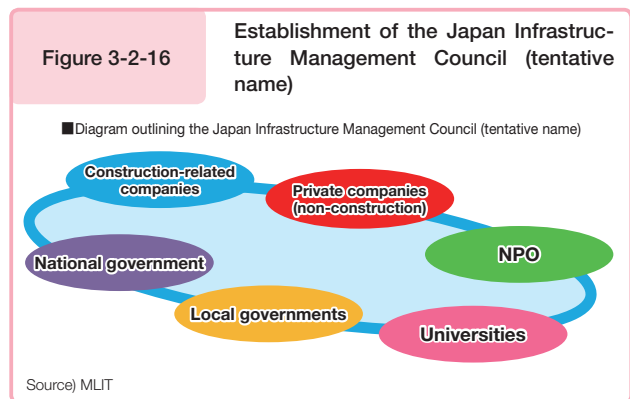 Figure 3-2-16
Establishment of the Japan Infrastruc-
ture Management Council (tentative
name)
■Diagram outlining the Japan Infrastructure Management Council (tentative name)
Construction-related
companies
Private companies
(non-construction)
National government
NPO
Local governments
Universities
Source) MLIT